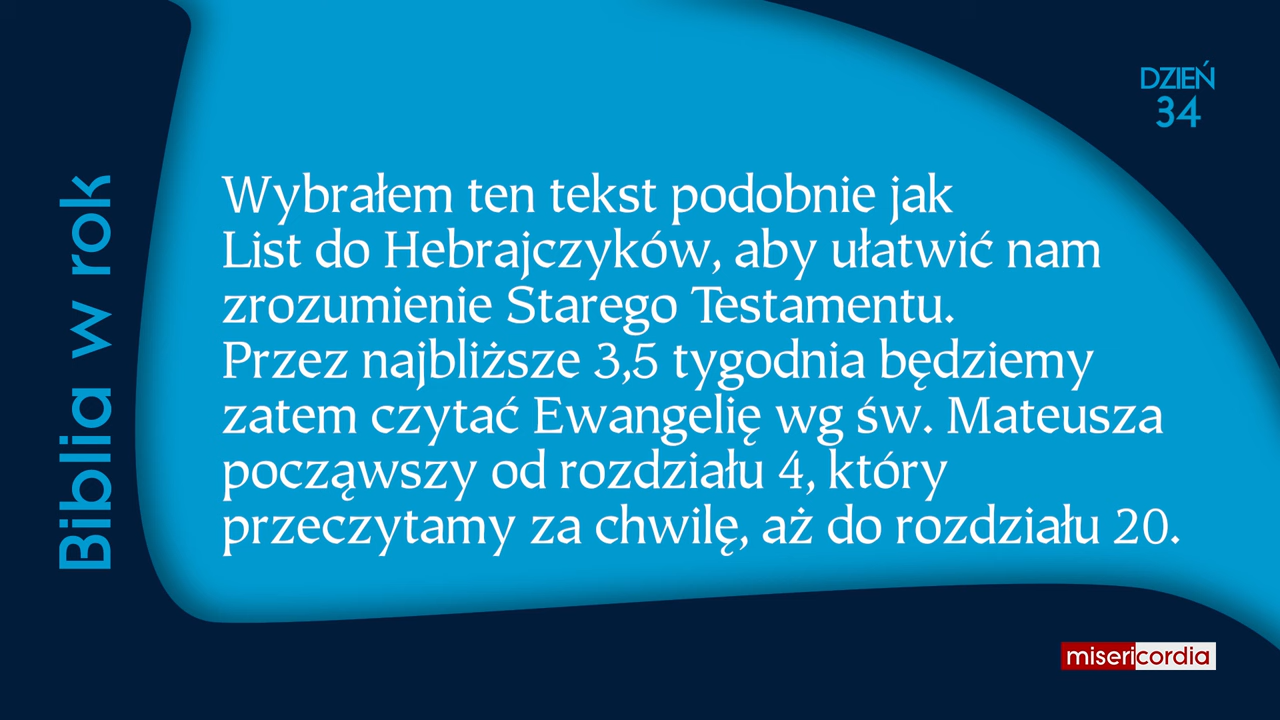 DZIEŃ
34
Biblia w rok
Wybrałem ten tekst podobnie jak
List do Hebrajczyków, aby ułatwić nam
zrozumienie Starego Testamentu.
Przez najbliższe 3,5 tygodnia będziemy
zatem czytać Ewangelię wg św. Mateusza
począwszy od rozdziału 4, który
przeczytamy za chwilę, aż do rozdziału 20.
misericordia